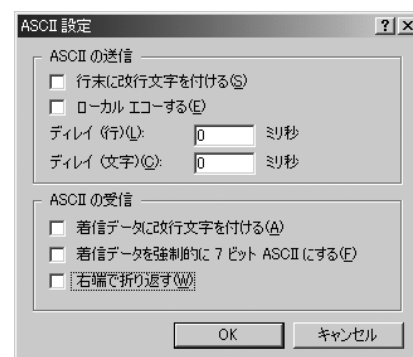 ASCII 設定
? ×
ASCII の送信
行末に改行文字を付ける(S)
ローカル エコーする(E)
ディレイ (行)(L): 0 ミリ秒
ディレイ (文字)(C): 0 ミリ秒
ASCII の受信
着信データに改行文字を付ける(A)
着信データを強制的に 7 ビット ASCII にする(F)
右端で折り返す(W)
OK キャンセル